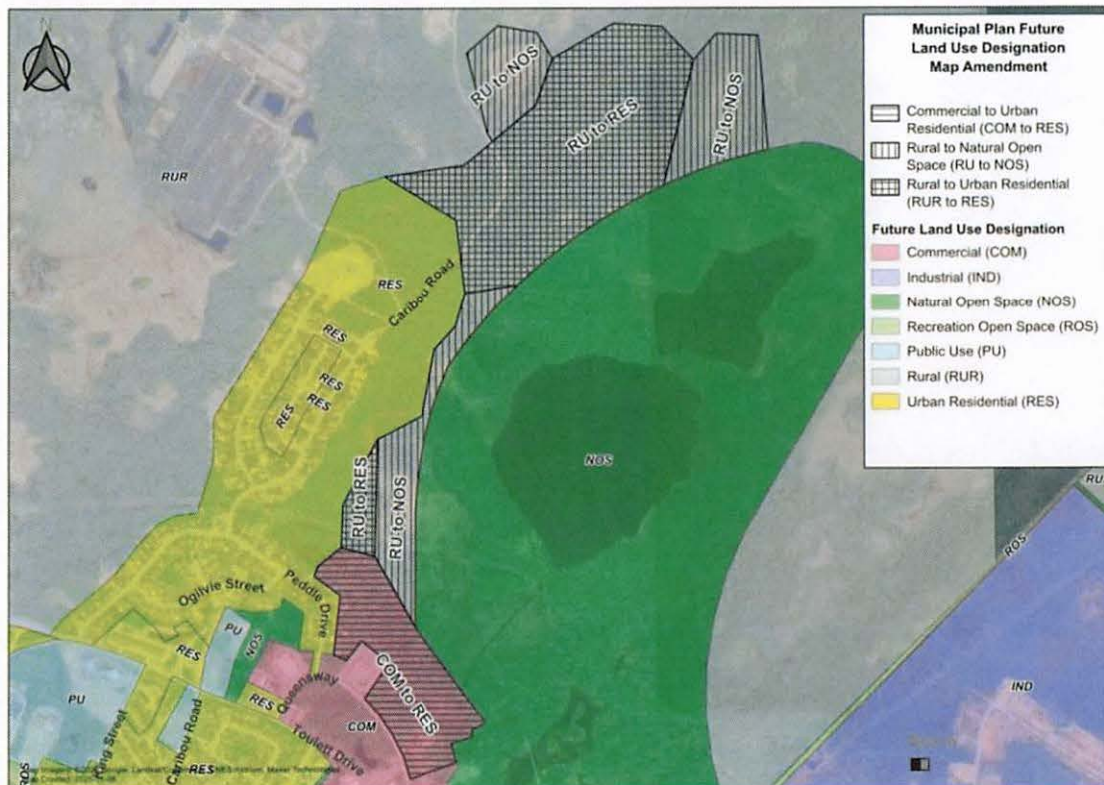 N
Municipal Plan Future
Land Use Designation
Map Amendment
Commercial to Urban
Residential (COM to RES)
Rural to Natural Open
Space (RU to NOS)
Rural to Urban Residential
(RUR to RES)
Future Land Use Designation
Commercial (COM)
Industrial (IND)
Natural Open Space (NOS)
Recreation Open Space (ROS)
Public Use (PU)
Rural (RUR)
Urban Residential (RES)
RU to NOS
RU to RES
RU to NOS
RUR
RES
Caribou Road
RES
RES
RES
RES
NOS
RU to RES
RU to NOS
RU
ROS
Ogilvie Street
Peddle Drive
PU
NOS
RES
COM to RES
PU
RES
Queensway
COM
IND
King Street
Caribou Road
Toulett Drive
RES
ROS